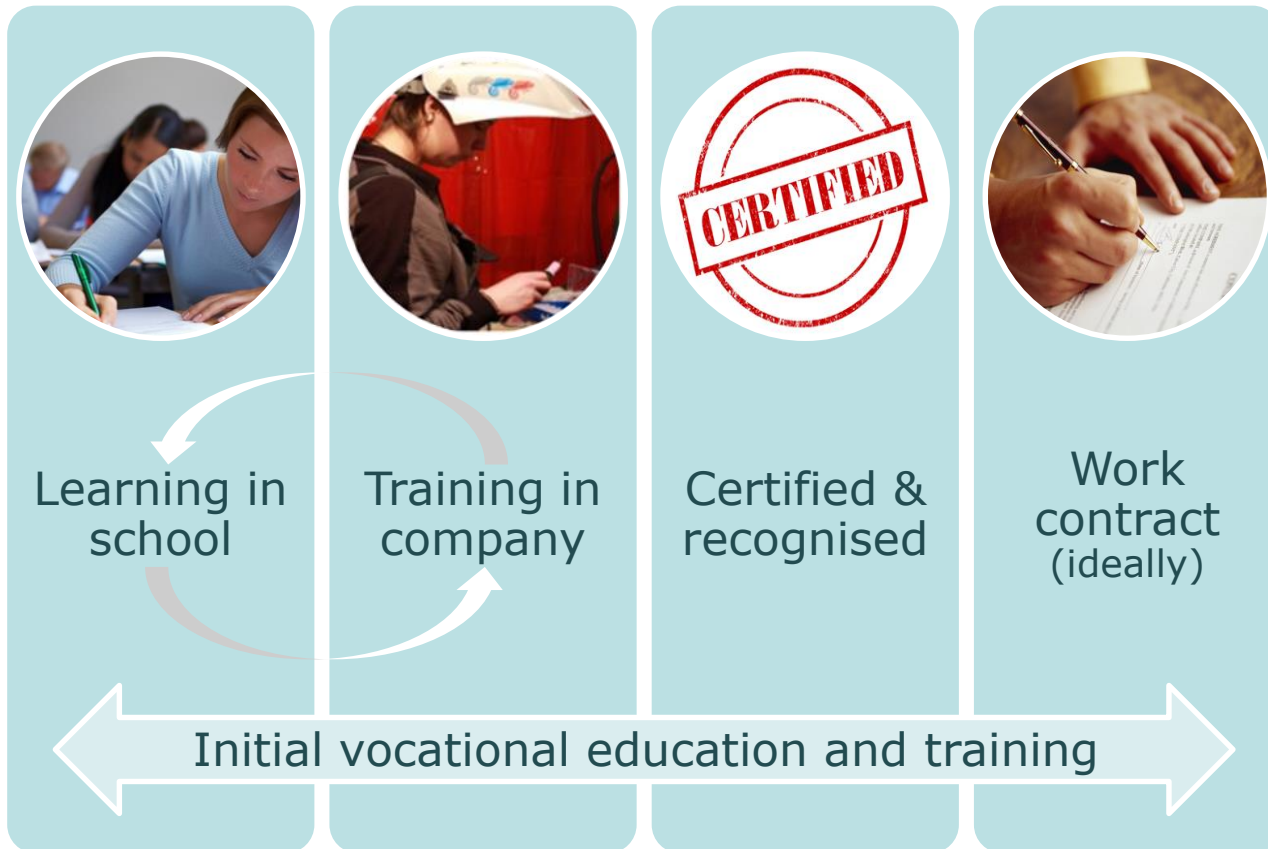 CERTIFIED
Learning in
school
Training in
company
Certified &
recognised
Work
contract
(ideally)
Initial vocational education and training